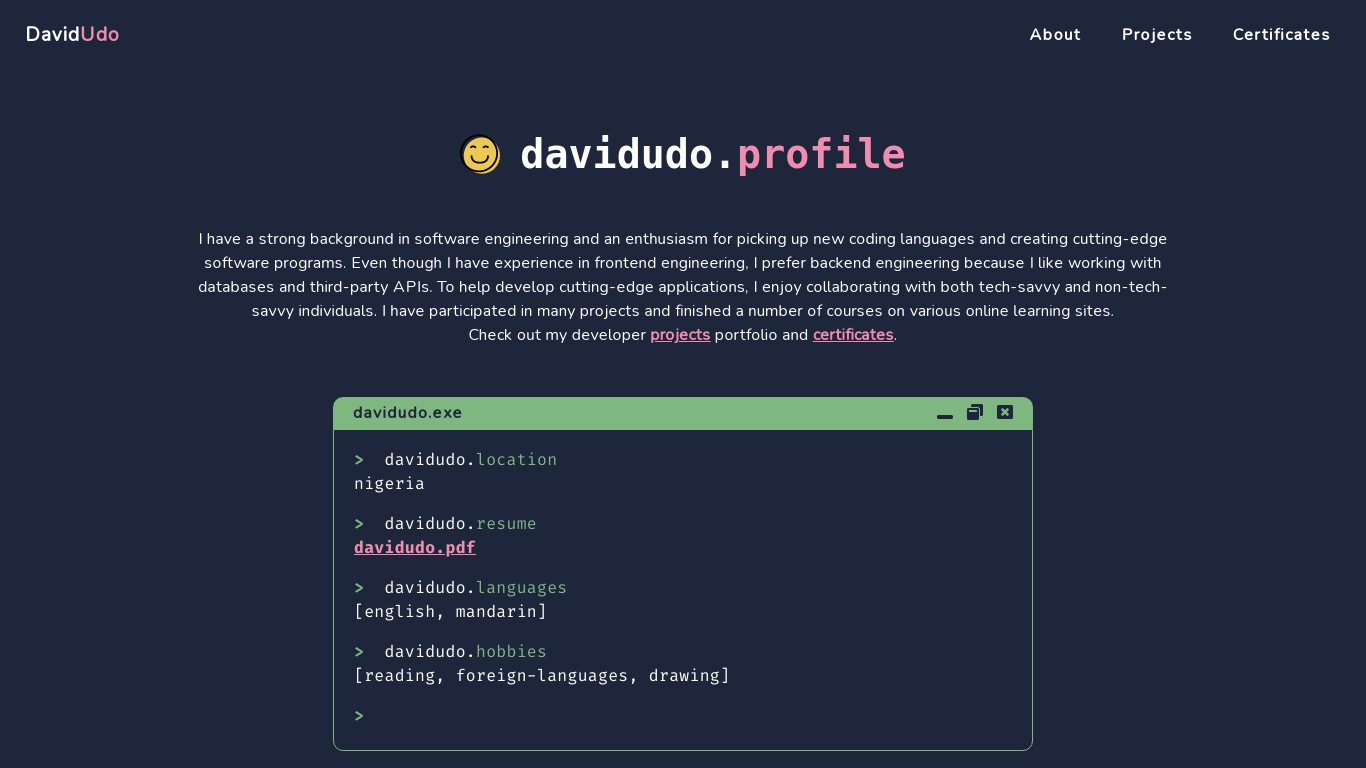 DavidUdo
About Projects Certificates
davidudo.profile
I have a strong background in software engineering and an enthusiasm for picking up new coding languages and creating cutting-edge
software programs. Even though I have experience in frontend engineering, I prefer backend engineering because I like working with
databases and third-party APIs. To help develop cutting-edge applications, I enjoy collaborating with both tech-savvy and non-tech-
savvy individuals. I have participated in many projects and finished a number of courses on various online learning sites.
Check out my developer projects portfolio and certificates.
davidudo.exe
> davidudo.location
nigeria
> davidudo.resume
davidudo.pdf
> davidudo.languages
[english, mandarin]
> davidudo.hobbies
[reading, foreign-languages, drawing]
>